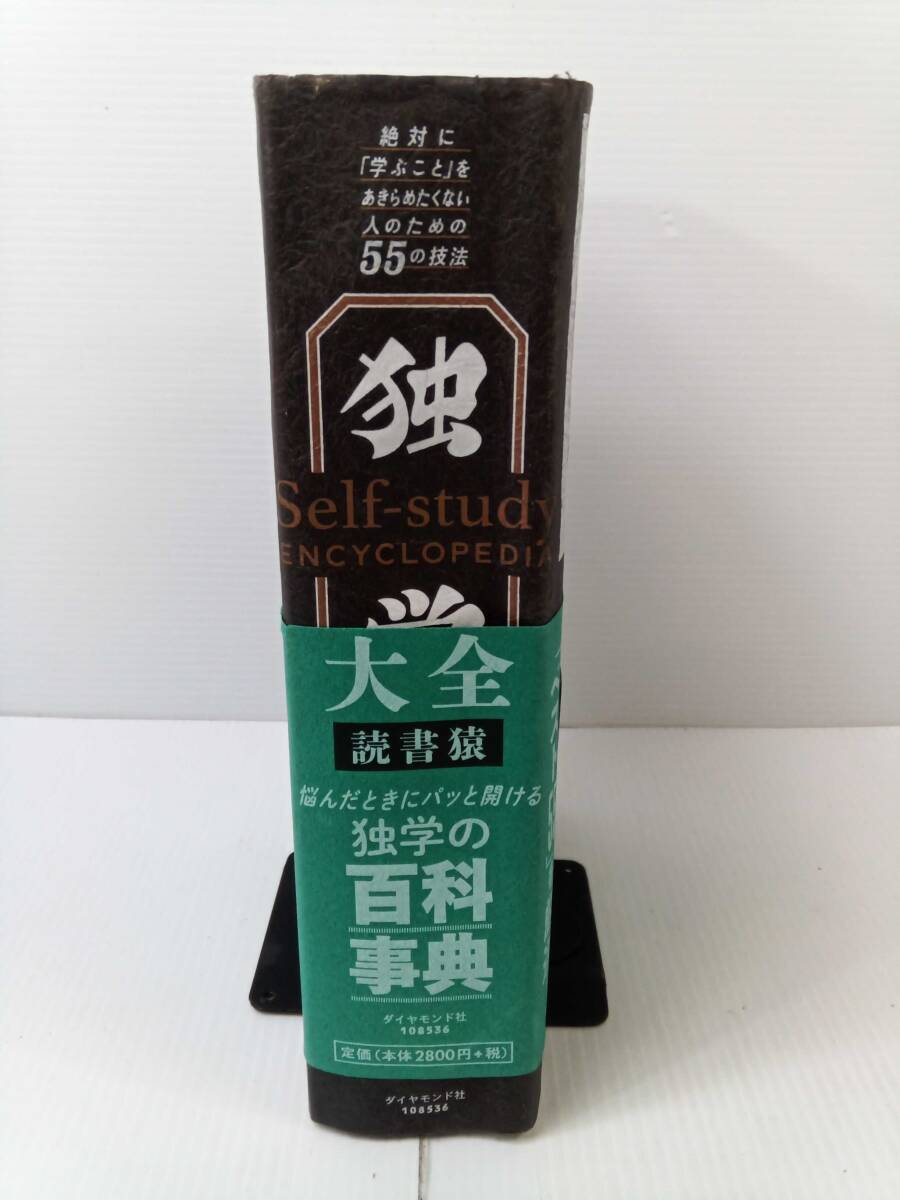 絶対に
「学ぶこと」を
あきらめたくない
人のための
55の技法
独
Self-study
ENCYCLOPEDIA
学
大全
読書猿
悩んだときにパッと開ける
独学の
百科
事典
ダイヤモンド社
108536
定価(本体2800円+税)
ダイヤモンド社
108536